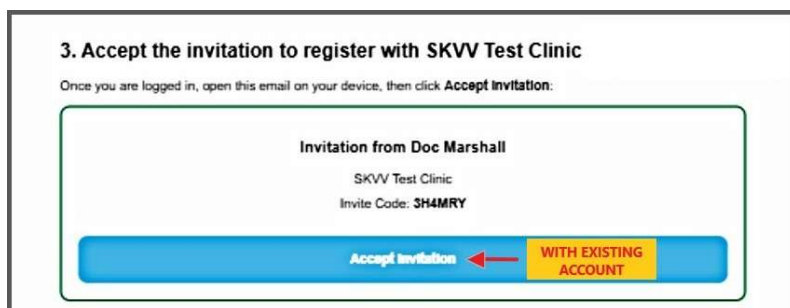 3. Accept the invitation to register with SKVV Test Clinic
Once you are logged in, open this email on your device, then click Accept Invitation:
Invitation from Doc Marshall
SKVV Test Clinic
Invite Code: 3H4MRY
Accept Invitation
WITH EXISTING
ACCOUNT